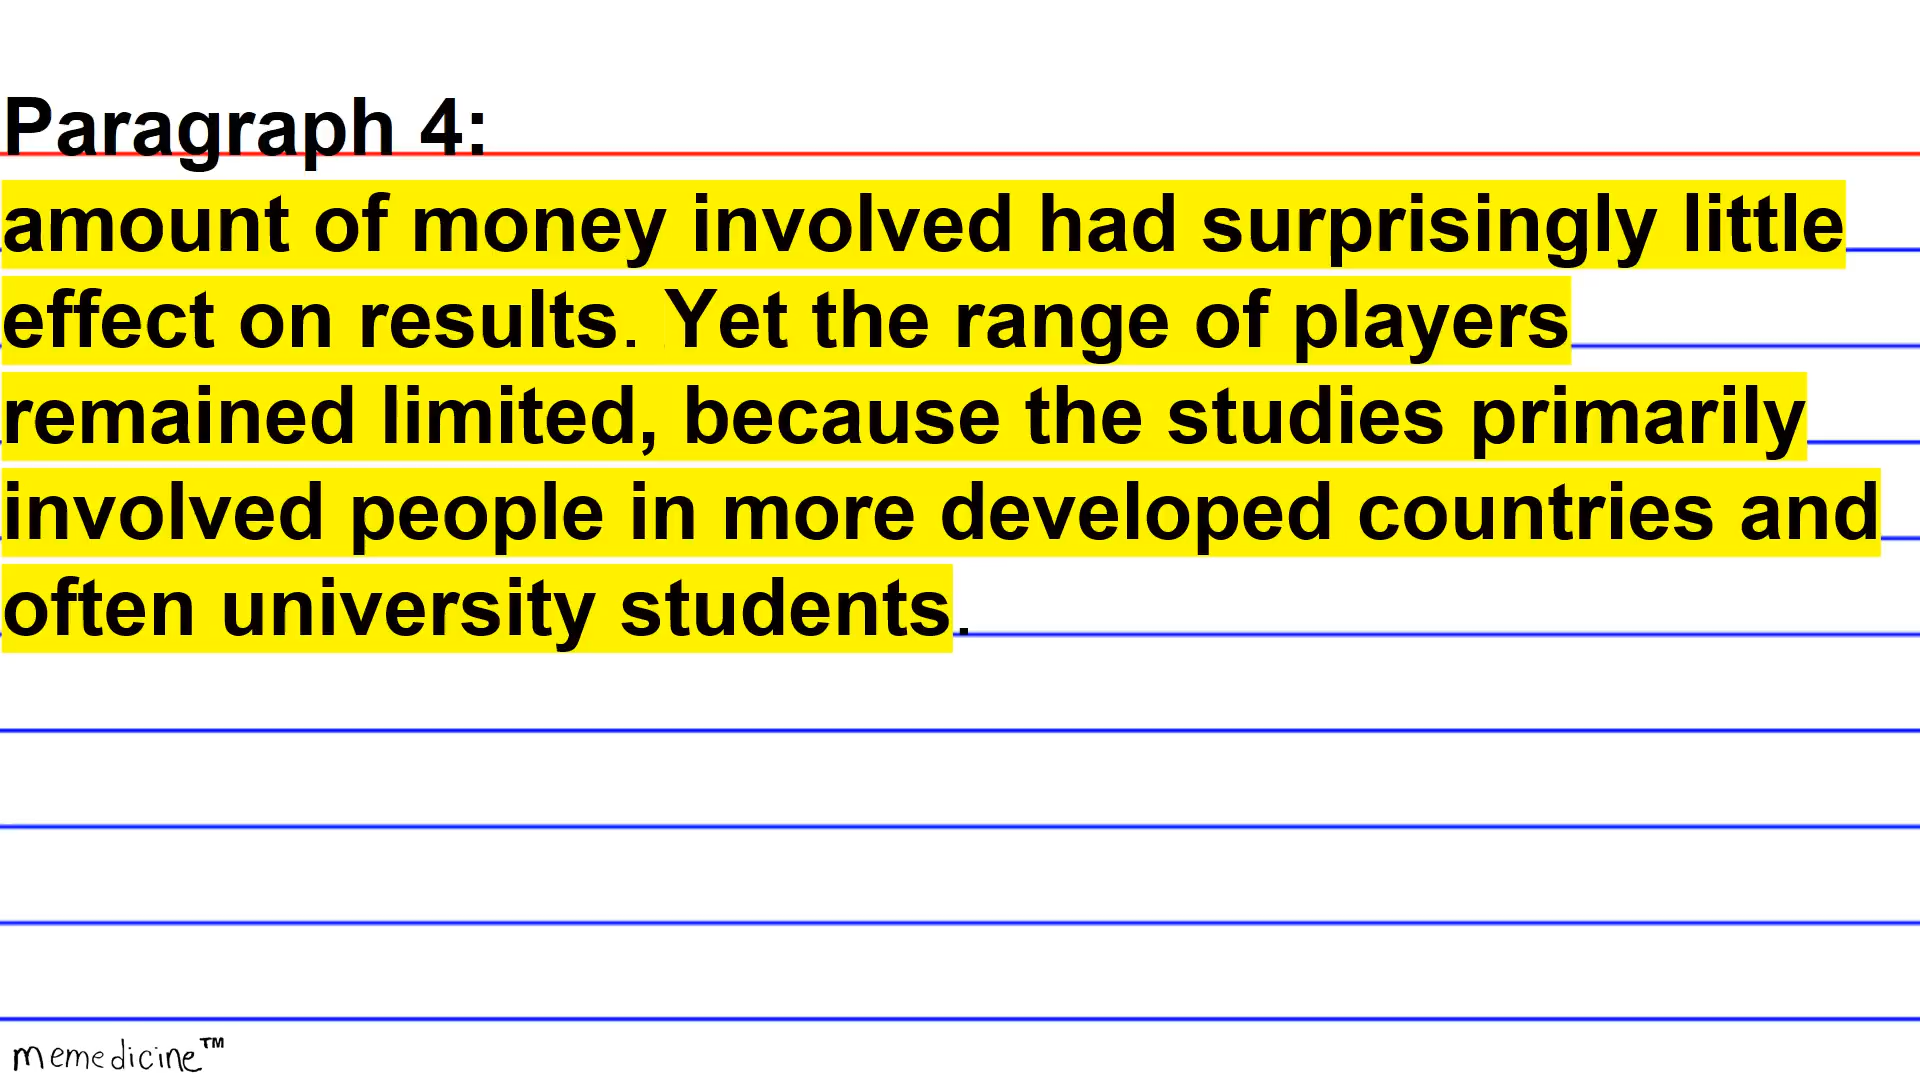 Paragraph 4:
amount of money involved had surprisingly little
effect on results. Yet the range of players
remained limited, because the studies primarily
involved people in more developed countries and
often university students.
memedicine™